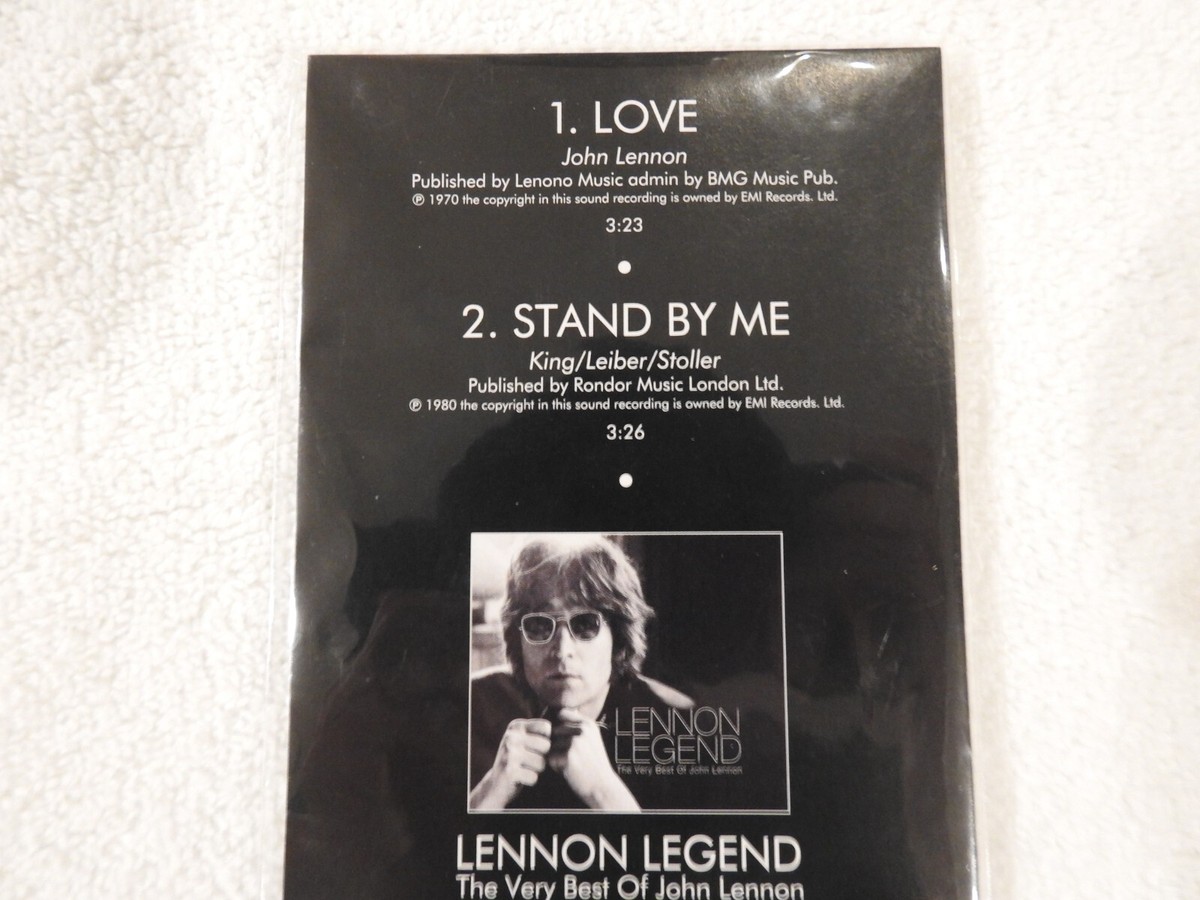 1. LOVE
John Lennon
Published by Lenono Music admin by BMG Music Pub.
℗ 1970 the copyright in this sound recording is owned by EMI Records. Ltd.
3:23
2. STAND BY ME
King/Leiber/Stoller
Published by Rondor Music London Ltd.
℗ 1980 the copyright in this sound recording is owned by EMI Records. Ltd.
3:26
LENNON
LEGEND
The Very Best Of John Lennon
LENNON LEGEND
The Very Best Of John Lennon